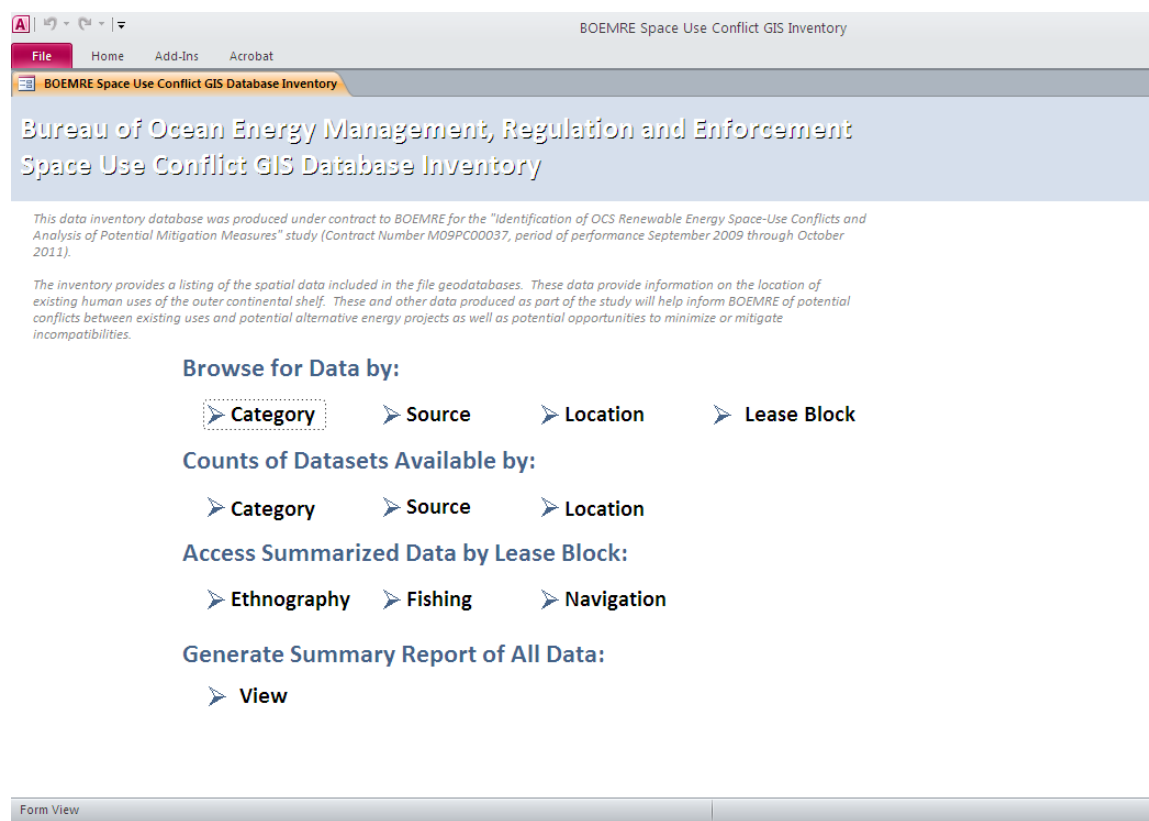 A
BOEMRE Space Use Conflict GIS Inventory
File Home Add-Ins Acrobat
BOEMRE Space Use Conflict GIS Database Inventory
Bureau of Ocean Energy Management, Regulation and Enforcement
Space Use Conflict GIS Database Inventory
This data inventory database was produced under contract to BOEMRE for the "Identification of OCS Renewable Energy Space-Use Conflicts and
Analysis of Potential Mitigation Measures" study (Contract Number M09PC00037, period of performance September 2009 through October
2011).
The inventory provides a listing of the spatial data included in the file geodatabases.  These data provide information on the location of
existing human uses of the outer continental shelf.  These and other data produced as part of the study will help inform BOEMRE of potential
conflicts between existing uses and potential alternative energy projects as well as potential opportunities to minimize or mitigate
incompatibilities.
Browse for Data by:
Category Source Location Lease Block
Counts of Datasets Available by:
Category Source Location
Access Summarized Data by Lease Block:
Ethnography Fishing Navigation
Generate Summary Report of All Data:
View
Form View